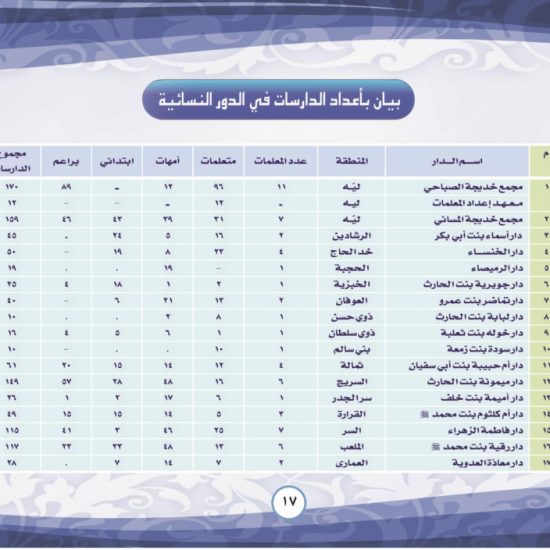 بيان بأعداد الدارسات في الدور النسائية
م اسم الدار المنطقة عدد المعلمات متعلمات أمهات ابتدائي براعم مجموع الدارسات
١ مجمع خديجة الصباحي ليّه ١١ ٩٦ ١٢ - ٨٩ ١٧٠
معهد إعداد المعلمات ليه - ١٢ - - - ١٢
٢ مجمع خديجة المسائي ليه ٧ ٣١ ٣٩ ٤٣ ٤٦ ١٥٩
٣ دار أسماء بنت أبي بكر الرشادين ٢ ١٦ ٥ ٢٤ . ٤٥
٤ دار الخنساء خد الحاج ٤ ٢٣ ٨ ١٩ - ٥٠
٥ دار الرميصاء الحجبة ١ - ١٩ . . ١٩
٦ دار جويرية بنت الحارث الخبزية ١ ٢ ١ ١٨ ٤ ٢٥
٧ دار تماضر بنت عمرو العوفان ٢ ١٣ ٢١ ٦ - ٤٠
٨ دار لبابة بنت الحارث ذوي حسن ١ ٨ ٢ . . ١٠
٩ دار خوله بنت ثعلبة ذوي سلطان ١ ١ ٦ ٥ ٤ ١٦
١٠ دار سودة بنت زمعة بني سالم ١ ١٠ . . - ١٠
١١ دار أم حبيبة بنت أبي سفيان ثمالة ٤ ١٢ ١٤ ١٥ ٢٠ ٦١
١٢ دار ميمونة بنت الحارث السريج ٦ ١٦ ٤٨ ٢٨ ٥٧ ١٤٩
١٣ دار أميمة بنت خلف سر الجدر ١ ٦ ١٧ ٢ ١ ٢٦
١٤ دار أم كلثوم بنت محمد ﷺ القرارة ٣ ٥ ١٤ ١٥ ١٥ ٤٩
١٥ دار فاطمة الزهراء السر ٧ ٢٥ ٤٦ ٣ ٤١ ١١٥
١٦ دار رقية بنت محمد ﷺ الملعب ٦ ١٣ ٤٨ ٣٣ ٢٣ ١١٧
١٧ دار معاذة العدوية العماري ٢ ٧ ١٤ ٧ . ٢٨
١٧